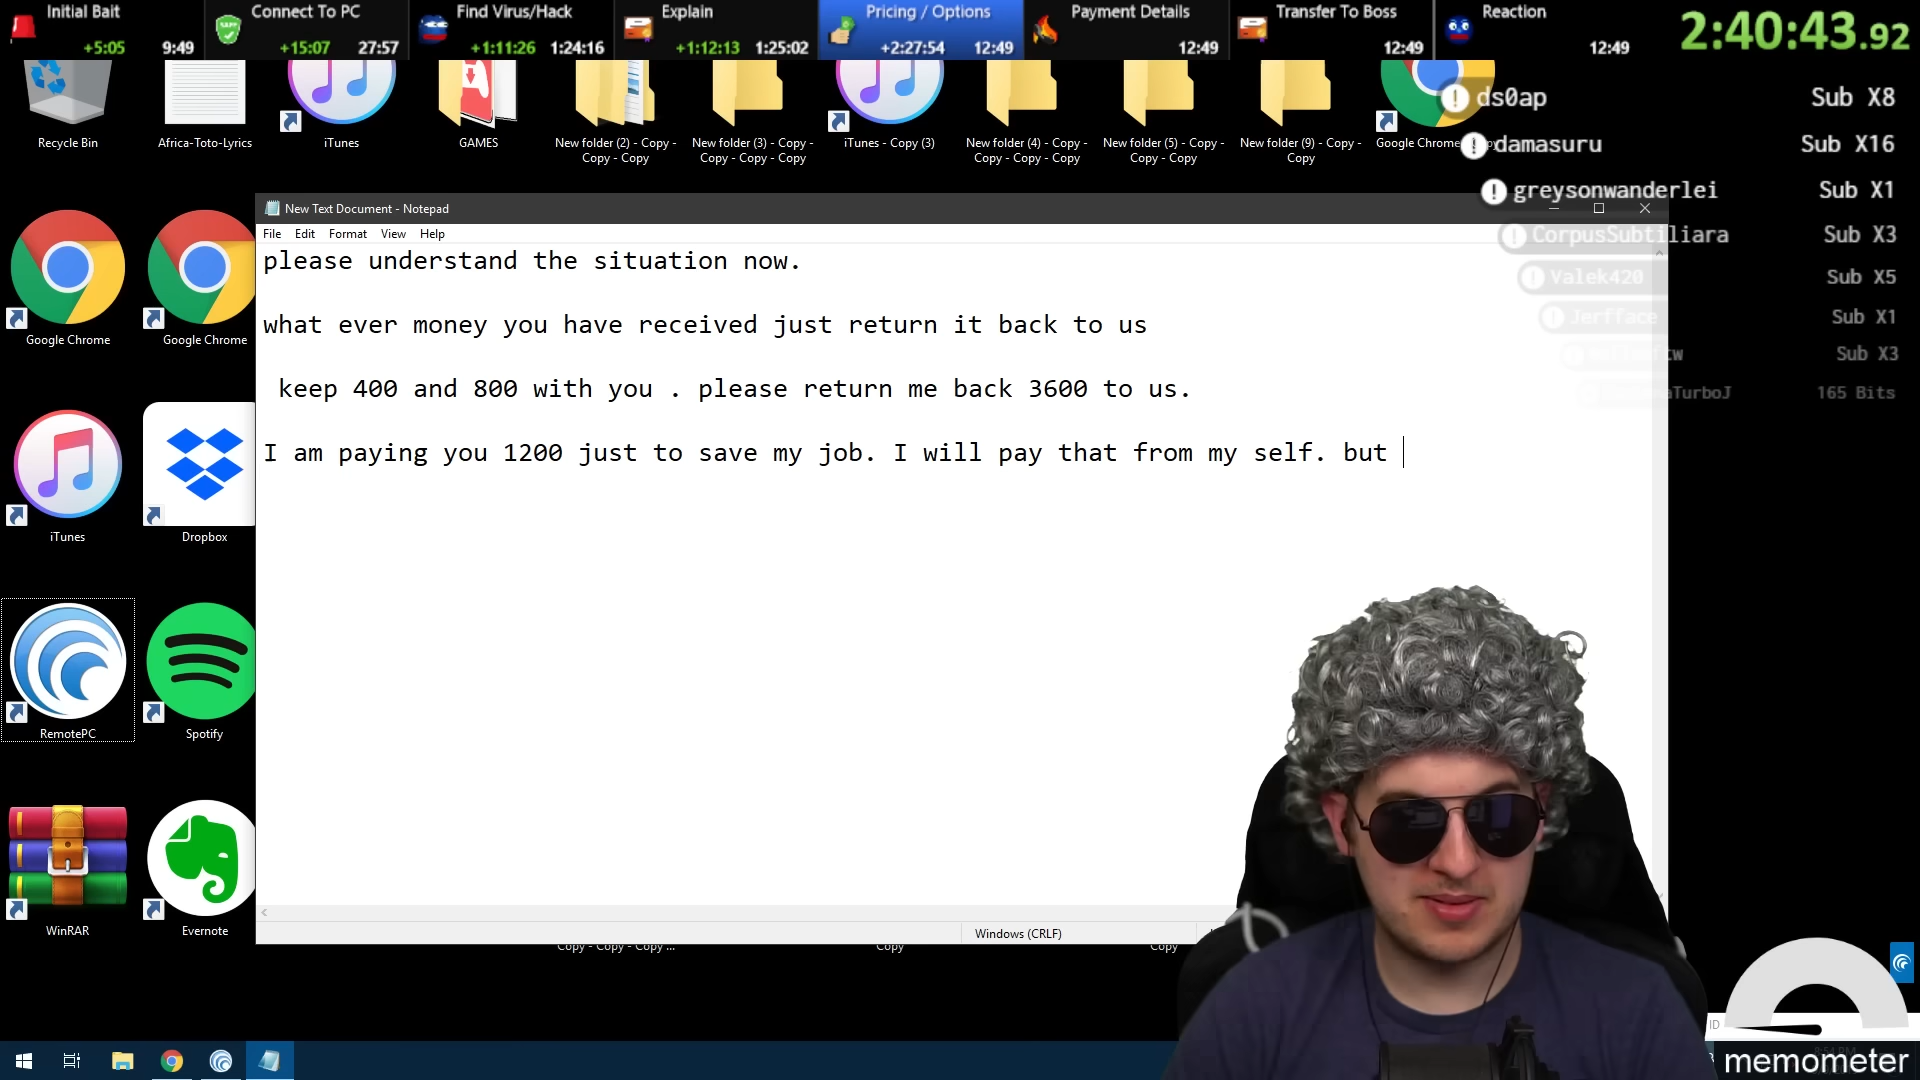 Initial Bait
+5:05 9:49
Connect To PC
+15:07 27:57
Find Virus/Hack
+1:11:26 1:24:16
Explain
+1:12:13 1:25:02
Pricing / Options
+2:27:54 12:49
Payment Details
12:49
Transfer To Boss
12:49
Reaction
12:49
2:40:43.92
ds0ap Sub X8
damasuru Sub X16
greysonwanderlei Sub X1
CorpusSubtiliara Sub X3
Valek420 Sub X5
Jerfface Sub X1
Sub X3
TurboJ 165 Bits
Recycle Bin
Africa-Toto-Lyrics
iTunes
GAMES
New folder (2) - Copy -
Copy - Copy
New folder (3) - Copy -
Copy - Copy - Copy
iTunes - Copy (3)
New folder (4) - Copy -
Copy - Copy - Copy
New folder (5) - Copy -
Copy - Copy
New folder (9) - Copy -
Copy
Google Chrome
New Text Document - Notepad
File Edit Format View Help
please understand the situation now.
what ever money you have received just return it back to us
keep 400 and 800 with you . please return me back 3600 to us.
I am paying you 1200 just to save my job. I will pay that from my self. but
Google Chrome
Google Chrome
iTunes
Dropbox
RemotePC
Spotify
WinRAR
Evernote
Windows (CRLF)
Copy - Copy - Copy ...
Copy
Copy
ID
memometer